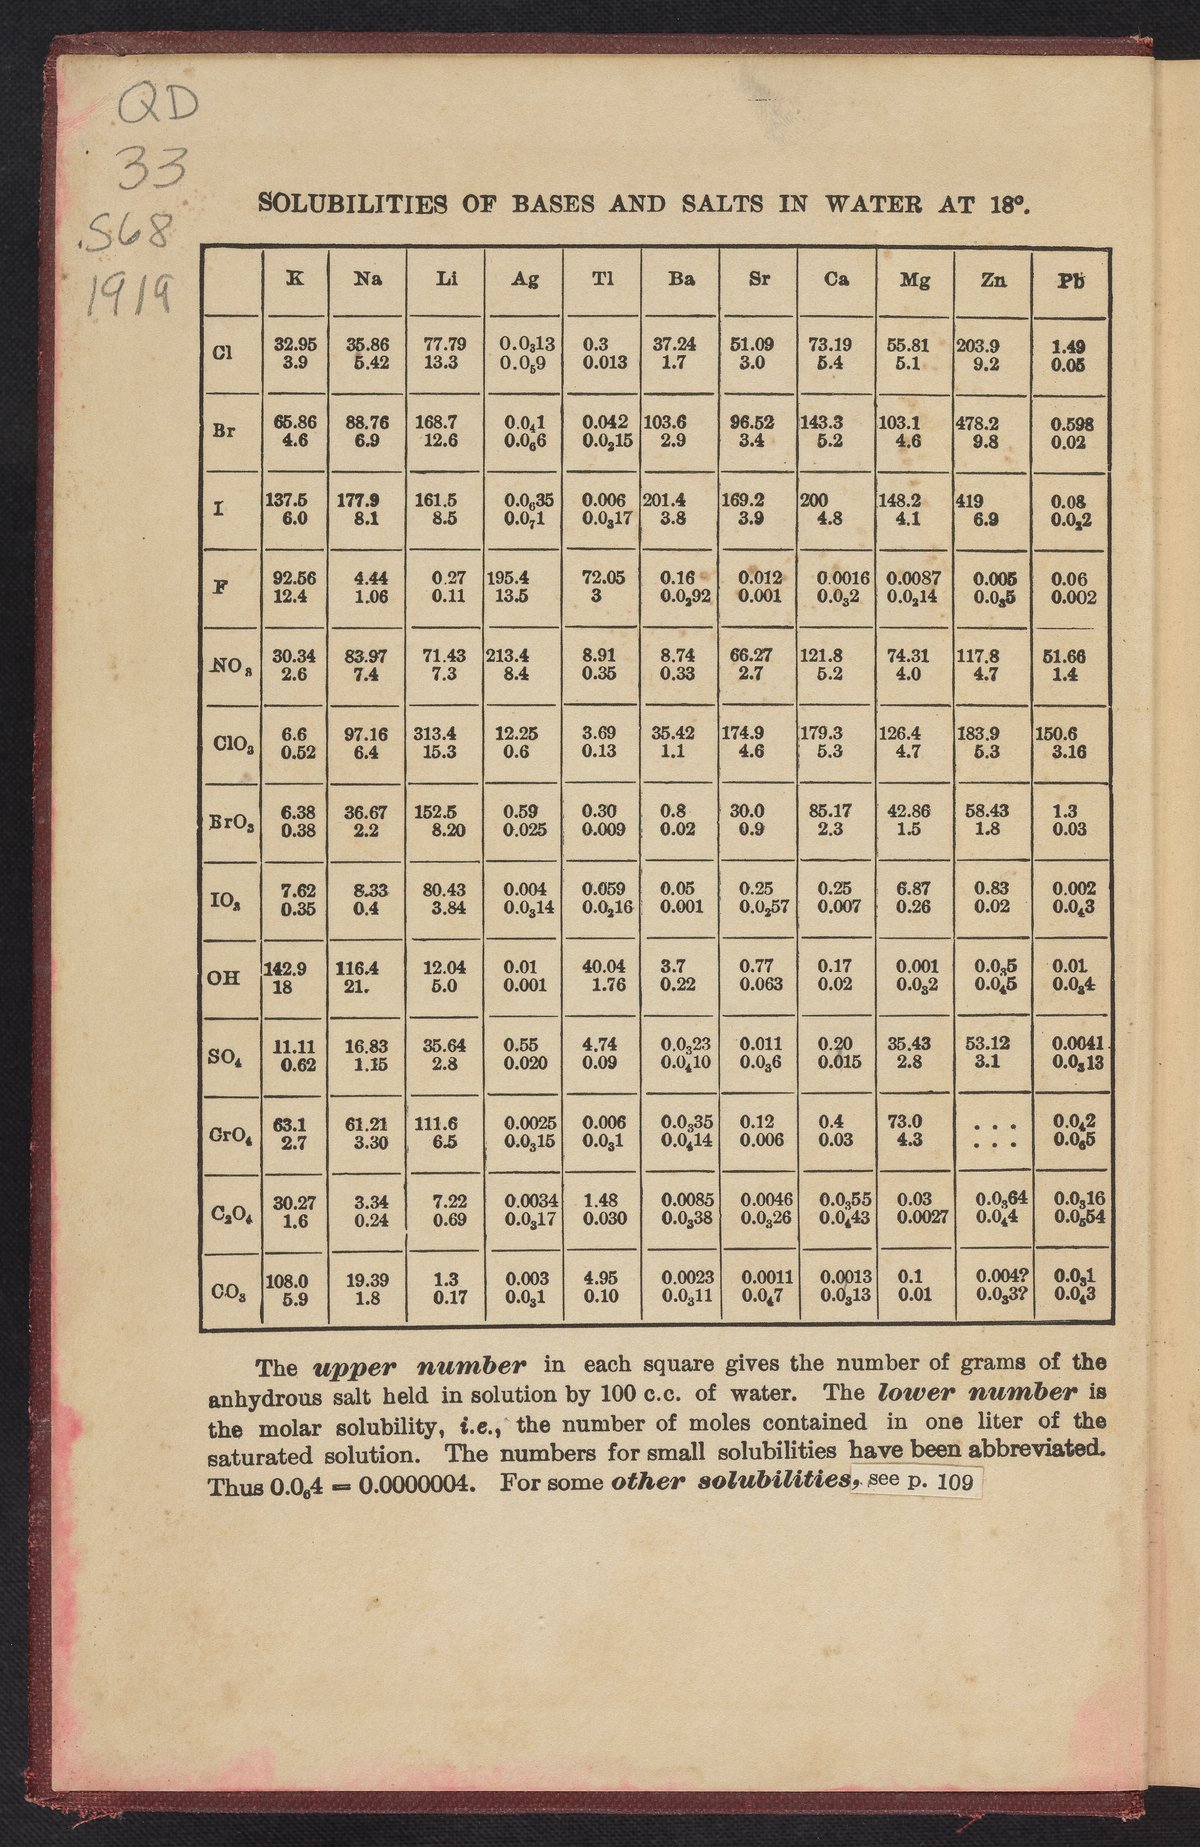 QD
33
.S68
1919
SOLUBILITIES OF BASES AND SALTS IN WATER AT 18°.
K Na Li Ag Tl Ba Sr Ca Mg Zn Pb
Cl 32.95 35.86 77.79 0.0₃13 0.3 37.24 51.09 73.19 55.81 203.9 1.49
3.9 5.42 13.3 0.0₅9 0.013 1.7 3.0 5.4 5.1 9.2 0.05
Br 65.86 88.76 168.7 0.0₄1 0.042 103.6 96.52 143.3 103.1 478.2 0.598
4.6 6.9 12.6 0.0₆6 0.0₂15 2.9 3.4 5.2 4.6 9.8 0.02
I 137.5 177.9 161.5 0.0₆35 0.006 201.4 169.2 200 148.2 419 0.08
6.0 8.1 8.5 0.0₇1 0.0₃17 3.8 3.9 4.8 4.1 6.9 0.0₂2
F 92.56 4.44 0.27 195.4 72.05 0.16 0.012 0.0016 0.0087 0.005 0.06
12.4 1.06 0.11 13.5 3 0.0₂92 0.001 0.0₃2 0.0₂14 0.0₃5 0.002
NO₃ 30.34 83.97 71.43 213.4 8.91 8.74 66.27 121.8 74.31 117.8 51.66
2.6 7.4 7.3 8.4 0.35 0.33 2.7 5.2 4.0 4.7 1.4
ClO₃ 6.6 97.16 313.4 12.25 3.69 35.42 174.9 179.3 126.4 183.9 150.6
0.52 6.4 15.3 0.6 0.13 1.1 4.6 5.3 4.7 5.3 3.16
BrO₃ 6.38 36.67 152.5 0.59 0.30 0.8 30.0 85.17 42.86 58.43 1.3
0.38 2.2 8.20 0.025 0.009 0.02 0.9 2.3 1.5 1.8 0.03
IO₃ 7.62 8.33 80.43 0.004 0.059 0.05 0.25 0.25 6.87 0.83 0.002
0.35 0.4 3.84 0.0₃14 0.0₂16 0.001 0.0₂57 0.007 0.26 0.02 0.0₄3
OH 142.9 116.4 12.04 0.01 40.04 3.7 0.77 0.17 0.001 0.0₃5 0.01
18 21. 5.0 0.001 1.76 0.22 0.063 0.02 0.0₃2 0.0₄5 0.0₃4
SO₄ 11.11 16.83 35.64 0.55 4.74 0.0₃23 0.011 0.20 35.43 53.12 0.0041
0.62 1.15 2.8 0.020 0.09 0.0₄10 0.0₃6 0.015 2.8 3.1 0.0₃13
CrO₄ 63.1 61.21 111.6 0.0025 0.006 0.0₃35 0.12 0.4 73.0 . . . 0.0₄2
2.7 3.30 6.5 0.0₃15 0.0₃1 0.0₄14 0.006 0.03 4.3 . . . 0.0₆5
C₂O₄ 30.27 3.34 7.22 0.0034 1.48 0.0085 0.0046 0.0₃55 0.03 0.0₃64 0.0₃16
1.6 0.24 0.69 0.0₃17 0.030 0.0₃38 0.0₃26 0.0₄43 0.0027 0.0₄4 0.0₅54
CO₃ 108.0 19.39 1.3 0.003 4.95 0.0023 0.0011 0.0013 0.1 0.004? 0.0₃1
5.9 1.8 0.17 0.0₃1 0.10 0.0₃11 0.0₄7 0.0₃13 0.01 0.0₃3? 0.0₄3
The upper number in each square gives the number of grams of the
anhydrous salt held in solution by 100 c.c. of water. The lower number is
the molar solubility, i.e., the number of moles contained in one liter of the
saturated solution. The numbers for small solubilities have been abbreviated.
Thus 0.0₆4 = 0.0000004. For some other solubilities, see p. 109